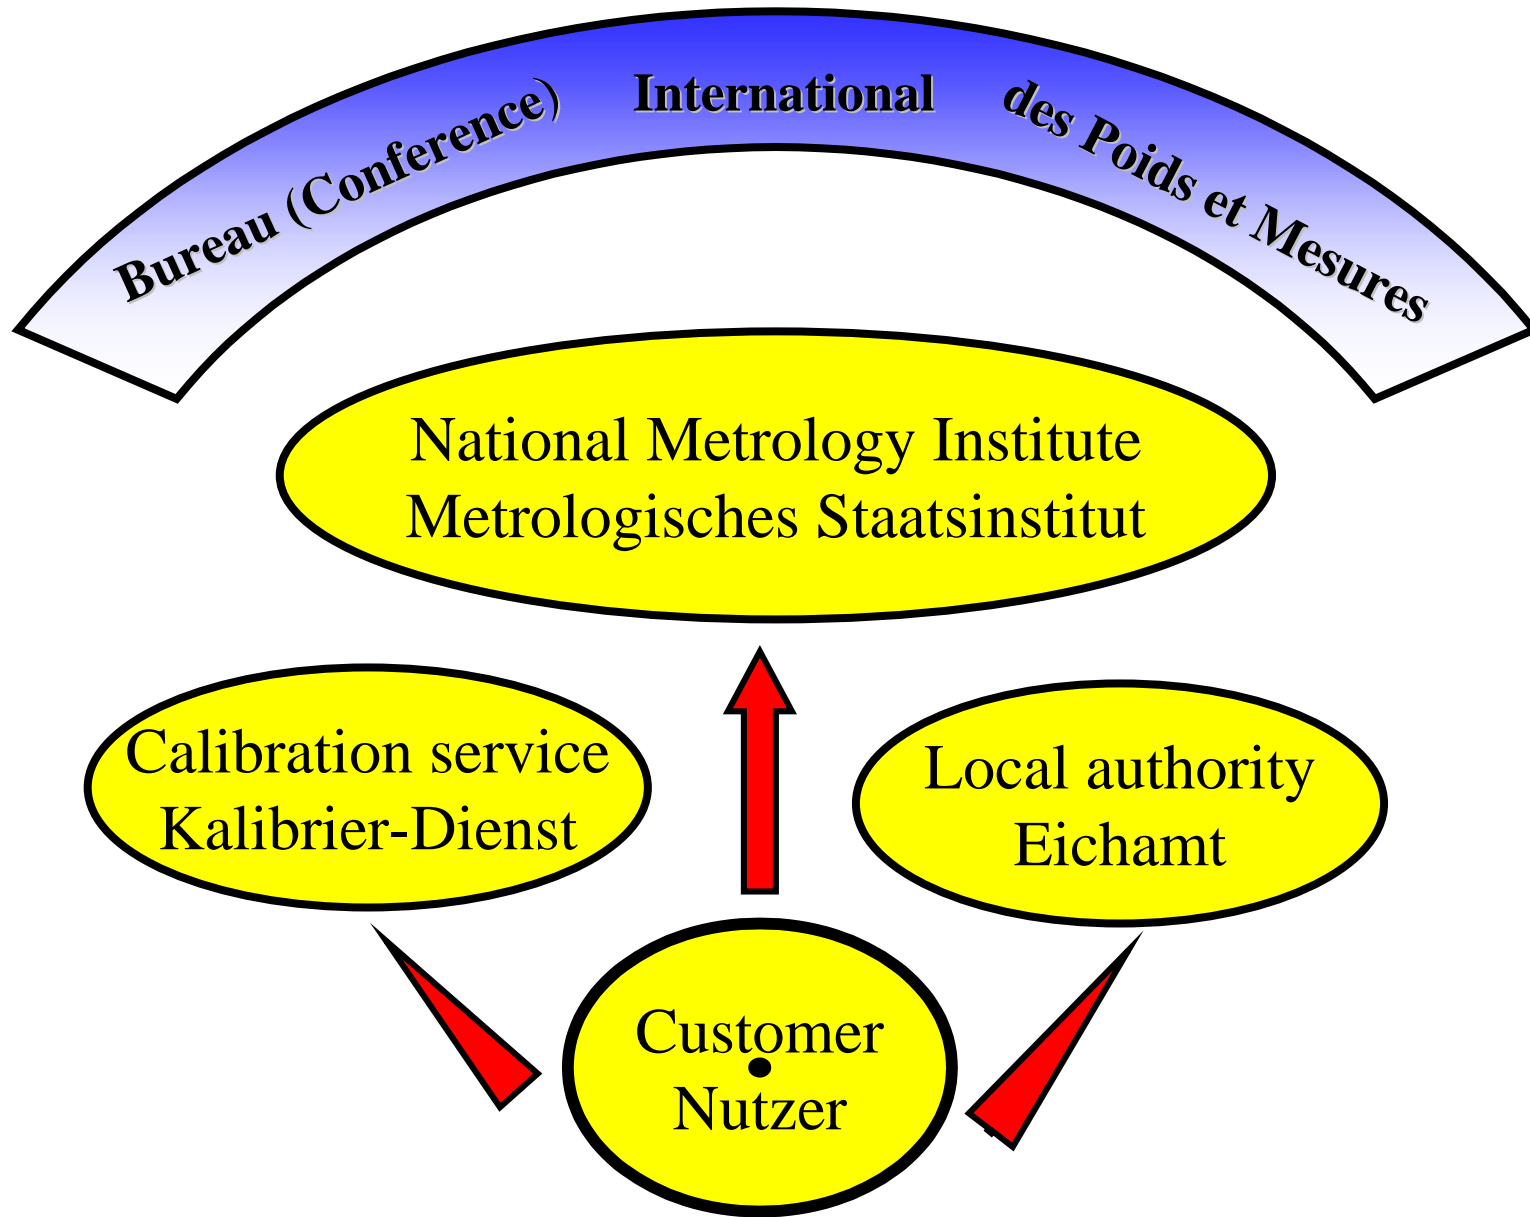 Bureau (Conference) International des Poids et Mesures
National Metrology Institute
Metrologisches Staatsinstitut
Calibration service
Kalibrier-Dienst
Local authority
Eichamt
Customer
Nutzer